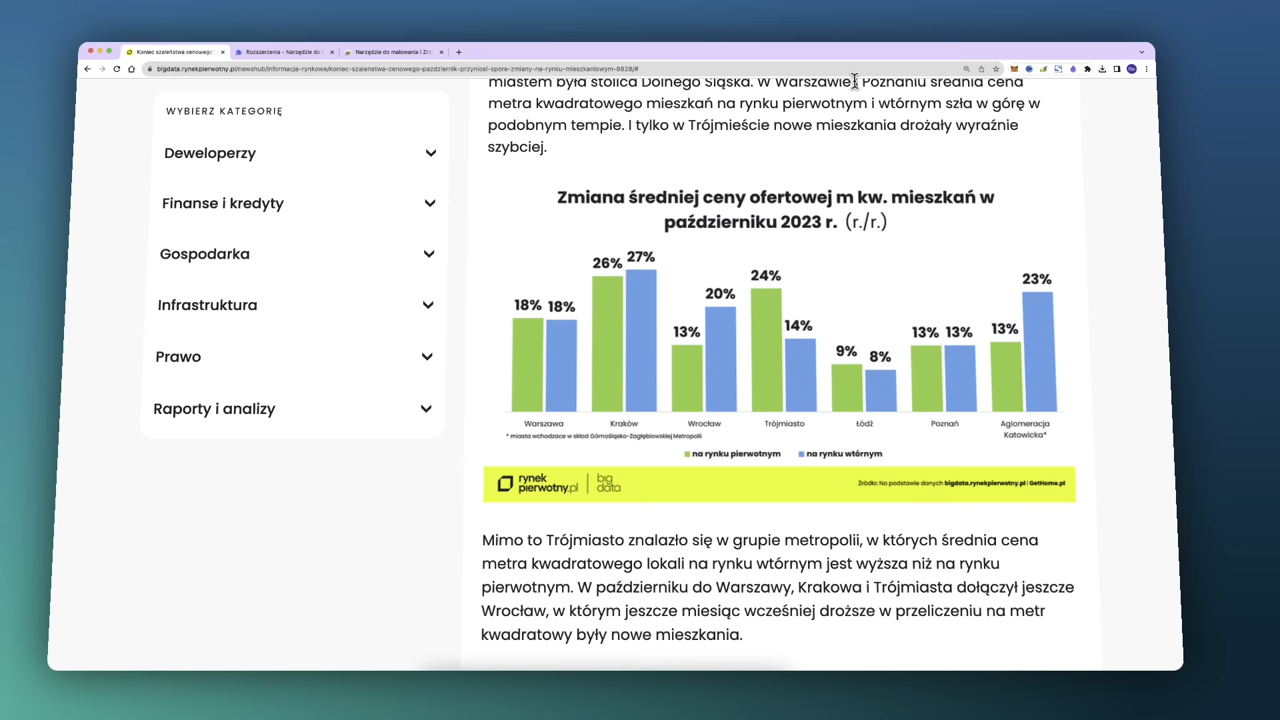 Koniec szaleństwa cenowego
Rozszerzenia – Narzędzie do
Narzędzie do malowania i Zrz
bigdata.rynekpierwotny.pl/newshub/informacje-rynkowe/koniec-szalenstwa-cenowego-pazdziernik-przyniosl-spore-zmiany-na-rynku-mieszkaniowym-8828/#
WYBIERZ KATEGORIĘ
Deweloperzy
Finanse i kredyty
Gospodarka
Infrastruktura
Prawo
Raporty i analizy
miastem była stolica Dolnego Śląska. W Warszawie i Poznaniu średnia cena
metra kwadratowego mieszkań na rynku pierwotnym i wtórnym szła w górę w
podobnym tempie. I tylko w Trójmieście nowe mieszkania drożały wyraźnie
szybciej.
Zmiana średniej ceny ofertowej m kw. mieszkań w
październiku 2023 r. (r./r.)
18% 18% 26% 27% 13% 20% 24% 14% 9% 8% 13% 13% 13% 23%
Warszawa Kraków Wrocław Trójmiasto Łódź Poznań Aglomeracja
Katowicka*
* miasta wchodzące w skład Górnośląsko-Zagłębiowskiej Metropolii
na rynku pierwotnym na rynku wtórnym
rynek
pierwotny.pl
big
data
Źródło: Na podstawie danych bigdata.rynekpierwotny.pl i GetHome.pl
Mimo to Trójmiasto znalazło się w grupie metropolii, w których średnia cena
metra kwadratowego lokali na rynku wtórnym jest wyższa niż na rynku
pierwotnym. W październiku do Warszawy, Krakowa i Trójmiasta dołączył jeszcze
Wrocław, w którym jeszcze miesiąc wcześniej droższe w przeliczeniu na metr
kwadratowy były nowe mieszkania.